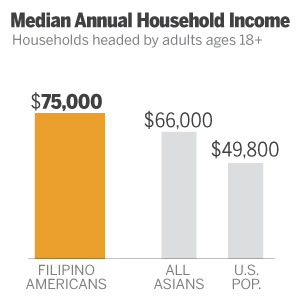 Median Annual Household Income
Households headed by adults ages 18+
$75,000
$66,000
$49,800
FILIPINO
AMERICANS
ALL
ASIANS
U.S.
POP.